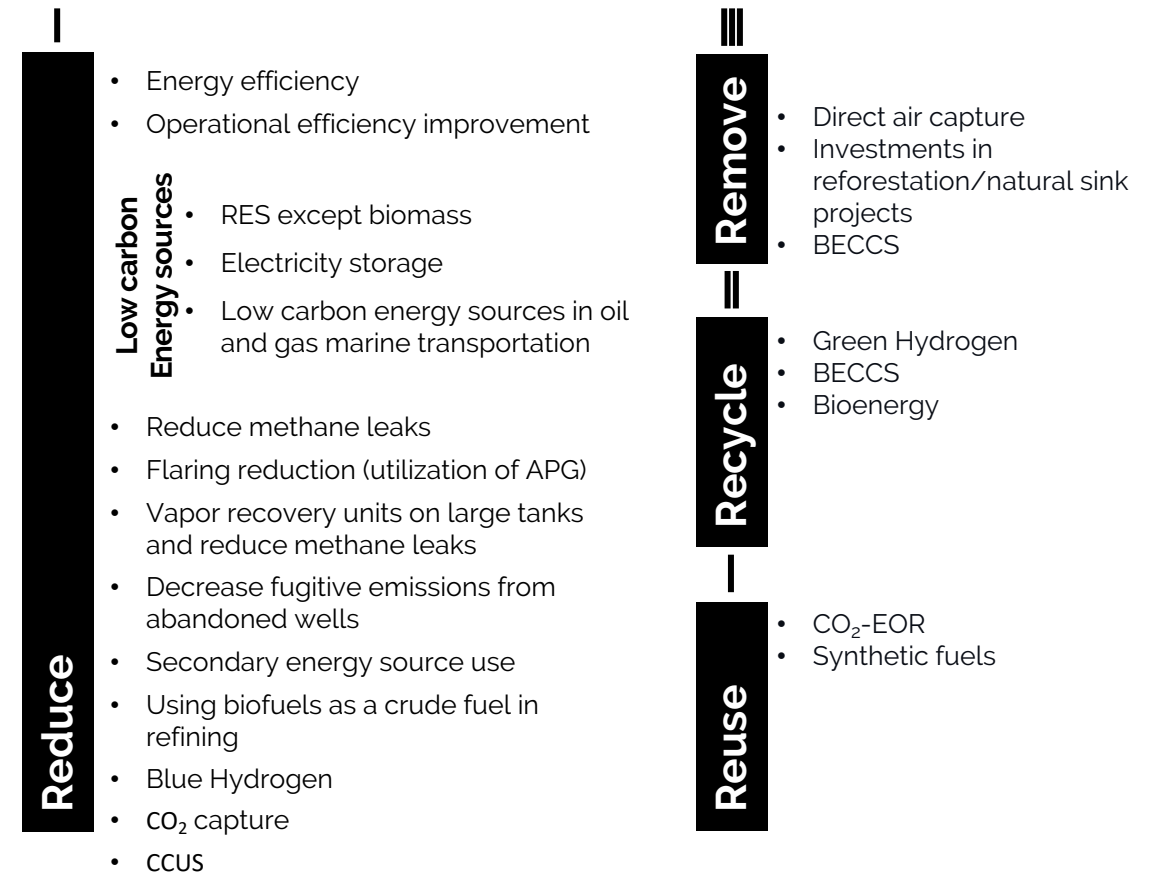 I
Reduce
• Energy efficiency
• Operational efficiency improvement
Low carbon
Energy sources
• RES except biomass
• Electricity storage
• Low carbon energy sources in oil
and gas marine transportation
• Reduce methane leaks
• Flaring reduction (utilization of APG)
• Vapor recovery units on large tanks
and reduce methane leaks
• Decrease fugitive emissions from
abandoned wells
• Secondary energy source use
• Using biofuels as a crude fuel in
refining
• Blue Hydrogen
• CO₂ capture
• CCUS
III
Remove
• Direct air capture
• Investments in
reforestation/natural sink
projects
• BECCS
II
Recycle
• Green Hydrogen
• BECCS
• Bioenergy
I
Reuse
• CO₂-EOR
• Synthetic fuels